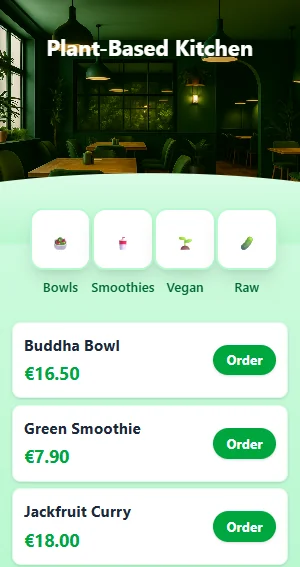 Plant-Based Kitchen
Bowls
Smoothies
Vegan
Raw
Buddha Bowl
€16.50
Order
Green Smoothie
€7.90
Order
Jackfruit Curry
€18.00
Order